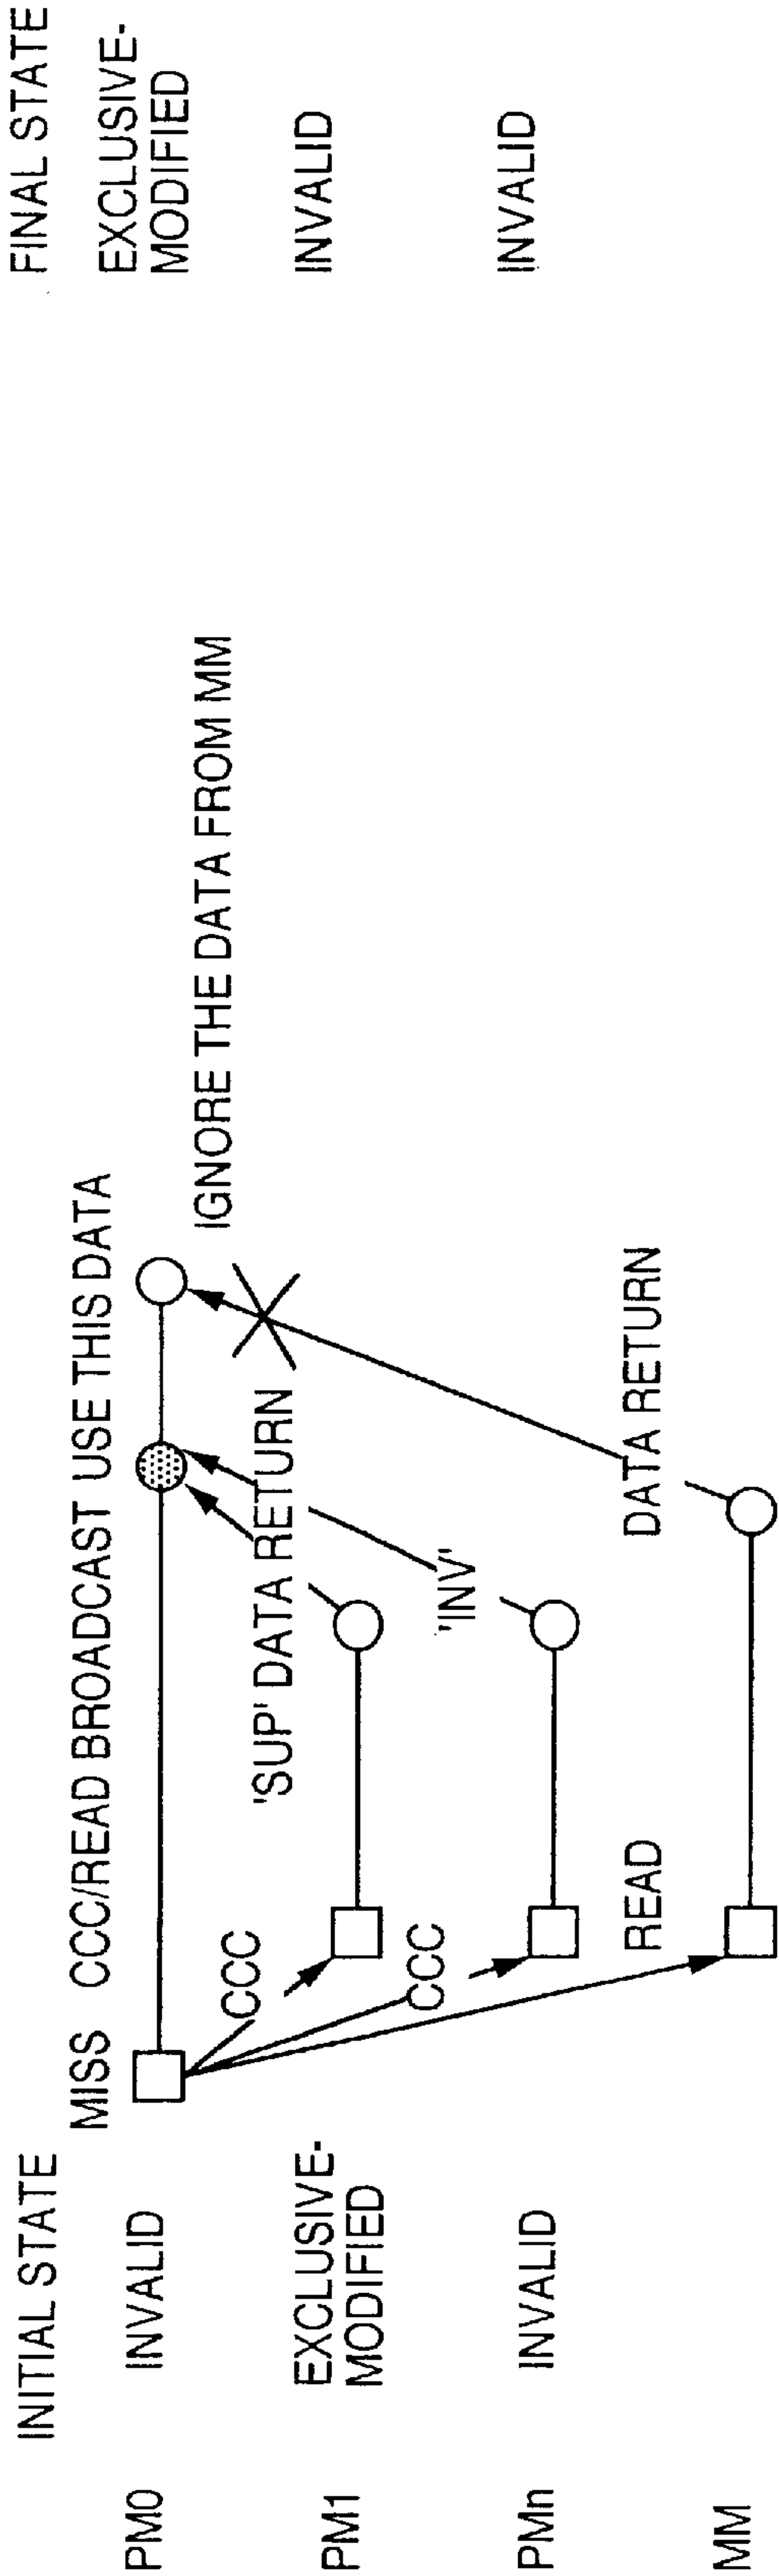 INITIAL STATE
FINAL STATE
MISS CCC/READ BROADCAST USE THIS DATA
PM0
INVALID
EXCLUSIVE-
MODIFIED
IGNORE THE DATA FROM MM
CCC
'SUP' DATA RETURN
PM1
EXCLUSIVE-
MODIFIED
INVALID
CCC
'INV'
PMn
INVALID
INVALID
READ
DATA RETURN
MM